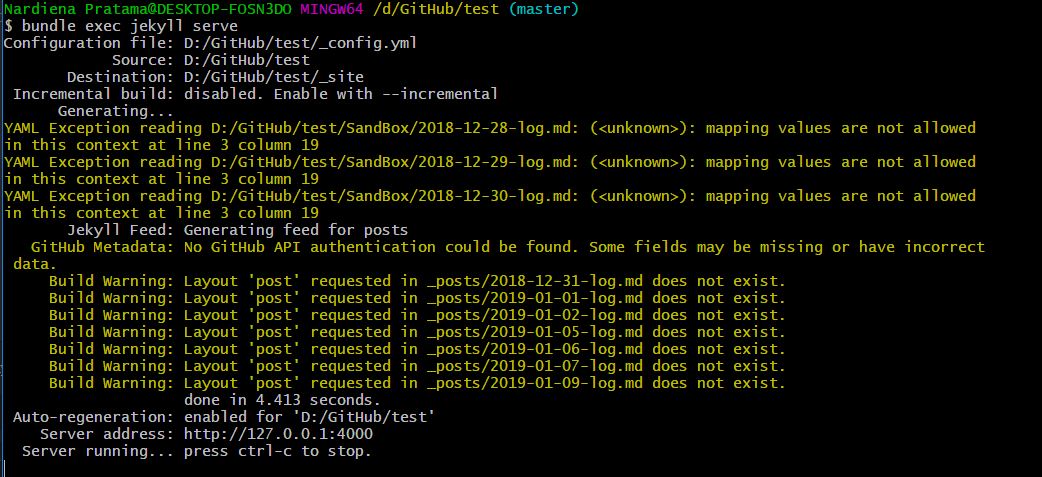 Nardiena Pratama@DESKTOP-FOSN3DO MINGW64 /d/GitHub/test (master)
$ bundle exec jekyll serve
Configuration file: D:/GitHub/test/_config.yml
Source: D:/GitHub/test
Destination: D:/GitHub/test/_site
Incremental build: disabled. Enable with --incremental
Generating...
YAML Exception reading D:/GitHub/test/SandBox/2018-12-28-log.md: (<unknown>): mapping values are not allowed
in this context at line 3 column 19
YAML Exception reading D:/GitHub/test/SandBox/2018-12-29-log.md: (<unknown>): mapping values are not allowed
in this context at line 3 column 19
YAML Exception reading D:/GitHub/test/SandBox/2018-12-30-log.md: (<unknown>): mapping values are not allowed
in this context at line 3 column 19
Jekyll Feed: Generating feed for posts
GitHub Metadata: No GitHub API authentication could be found. Some fields may be missing or have incorrect
data.
Build Warning: Layout 'post' requested in _posts/2018-12-31-log.md does not exist.
Build Warning: Layout 'post' requested in _posts/2019-01-01-log.md does not exist.
Build Warning: Layout 'post' requested in _posts/2019-01-02-log.md does not exist.
Build Warning: Layout 'post' requested in _posts/2019-01-05-log.md does not exist.
Build Warning: Layout 'post' requested in _posts/2019-01-06-log.md does not exist.
Build Warning: Layout 'post' requested in _posts/2019-01-07-log.md does not exist.
Build Warning: Layout 'post' requested in _posts/2019-01-09-log.md does not exist.
done in 4.413 seconds.
Auto-regeneration: enabled for 'D:/GitHub/test'
Server address: http://127.0.0.1:4000
Server running... press ctrl-c to stop.